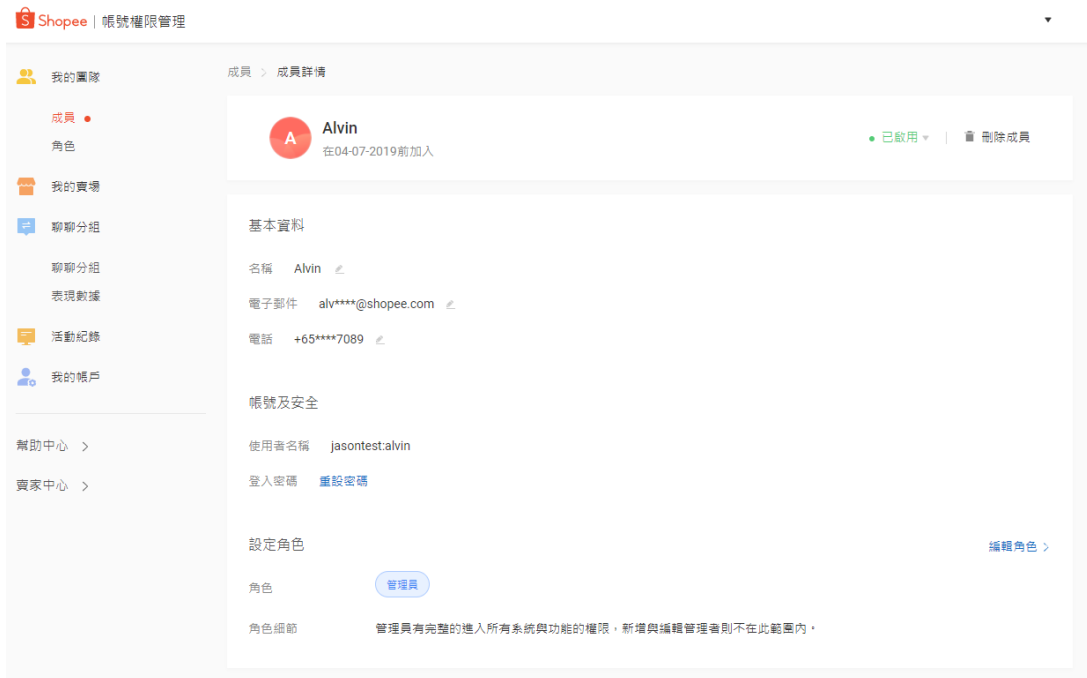 Shopee | 帳號權限管理
我的團隊
成員
角色
我的賣場
聊聊分組
聊聊分組
表現數據
活動紀錄
我的帳戶
幫助中心
賣家中心
成員 > 成員詳情
A
Alvin
在04-07-2019前加入
已啟用 | 刪除成員
基本資料
名稱 Alvin
電子郵件 alv****@shopee.com
電話 +65****7089
帳號及安全
使用者名稱 jasontest:alvin
登入密碼 重設密碼
設定角色 編輯角色
角色 管理員
角色細節 管理員有完整的進入所有系統與功能的權限，新增與編輯管理者則不在此範圍內。